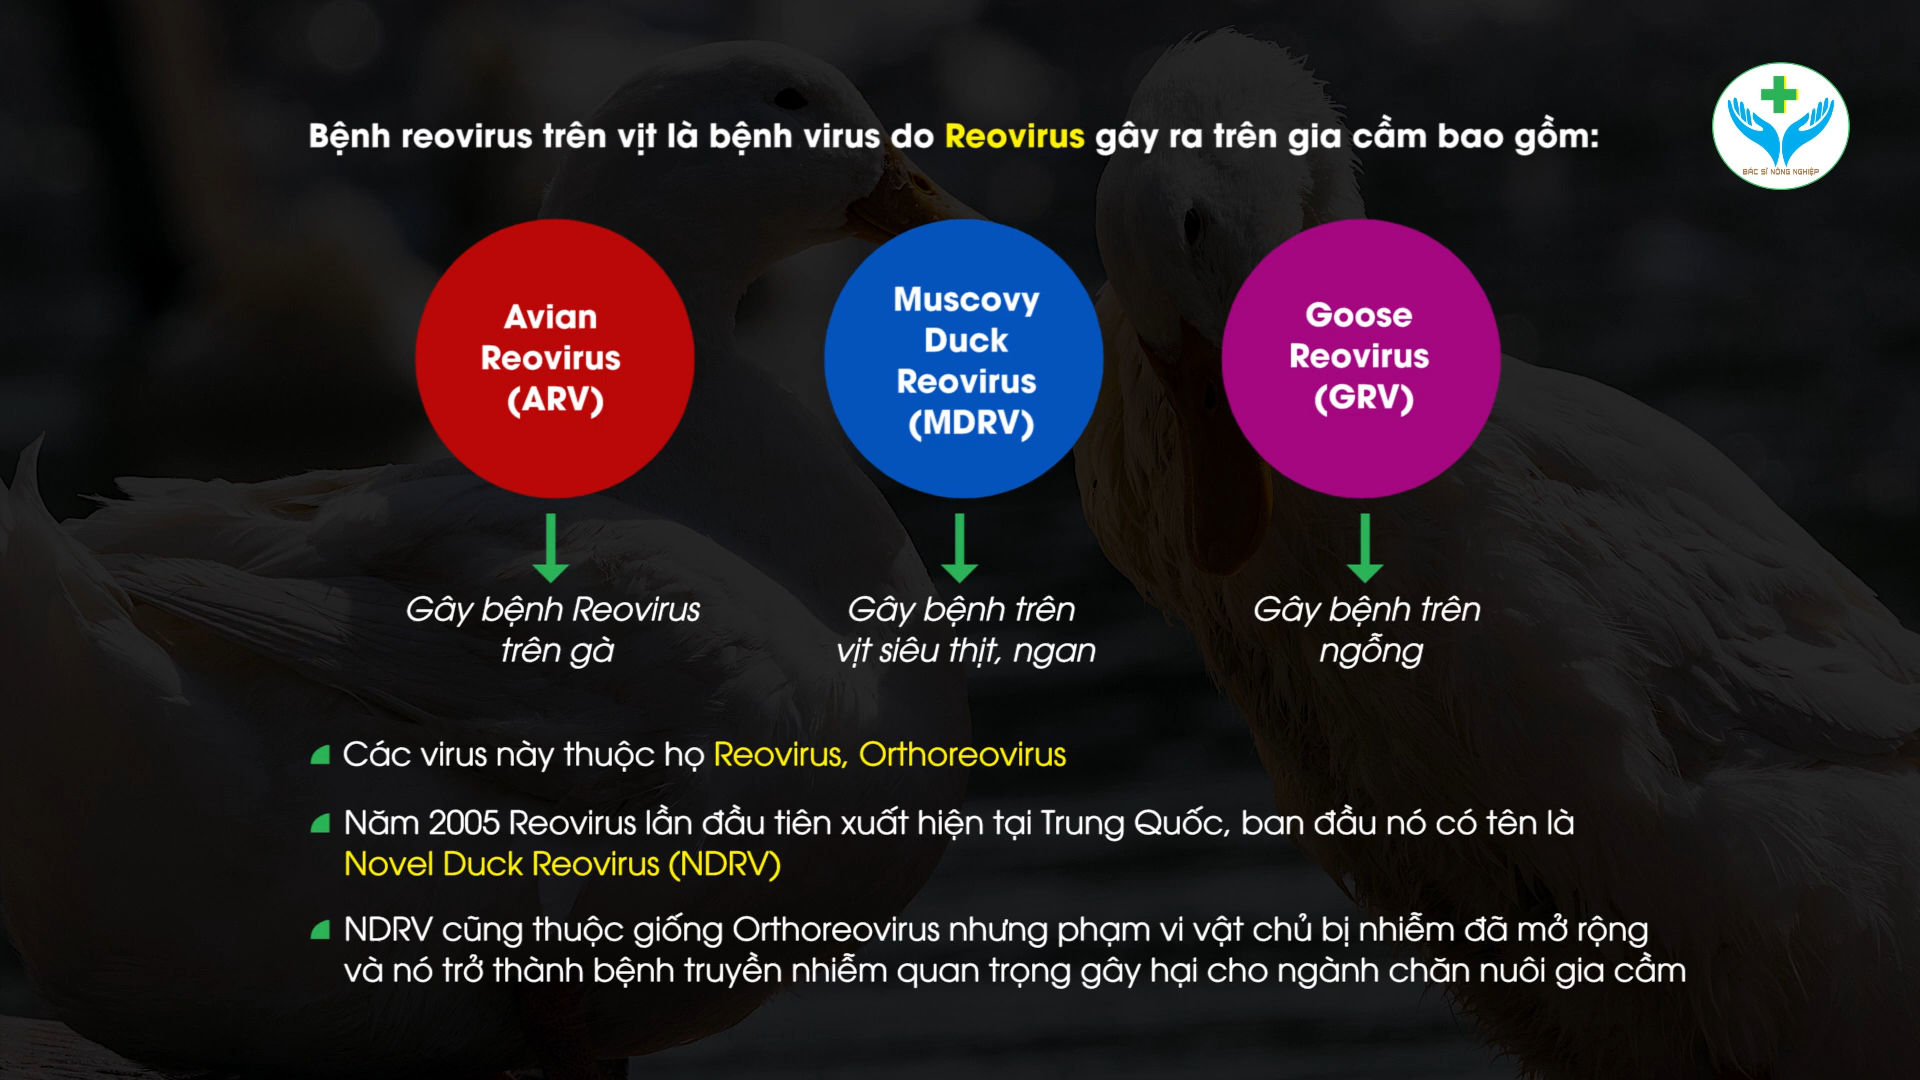 BÁC SĨ NÔNG NGHIỆP
Bệnh reovirus trên vịt là bệnh virus do Reovirus gây ra trên gia cầm bao gồm:
Avian
Reovirus
(ARV)
Muscovy
Duck
Reovirus
(MDRV)
Goose
Reovirus
(GRV)
Gây bệnh Reovirus
trên gà
Gây bệnh trên
vịt siêu thịt, ngan
Gây bệnh trên
ngỗng
Các virus này thuộc họ Reovirus, Orthoreovirus
Năm 2005 Reovirus lần đầu tiên xuất hiện tại Trung Quốc, ban đầu nó có tên là
Novel Duck Reovirus (NDRV)
NDRV cũng thuộc giống Orthoreovirus nhưng phạm vi vật chủ bị nhiễm đã mở rộng
và nó trở thành bệnh truyền nhiễm quan trọng gây hại cho ngành chăn nuôi gia cầm